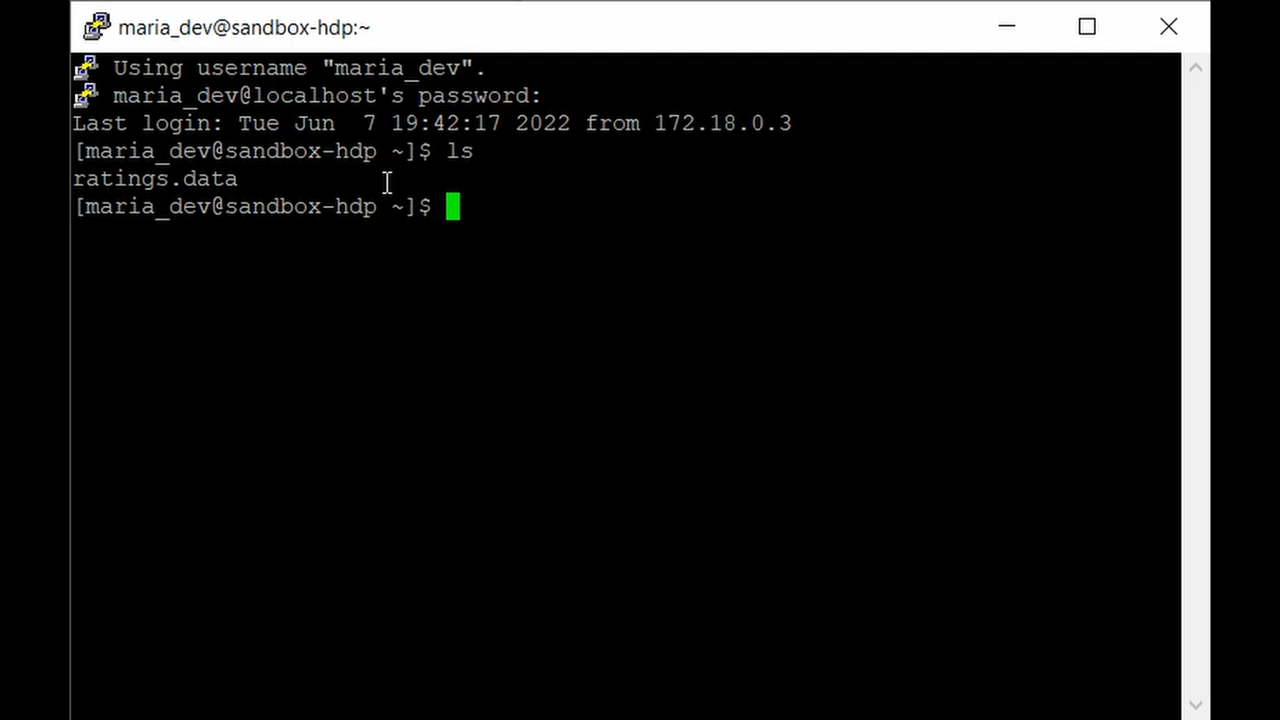 maria_dev@sandbox-hdp:~
Using username "maria_dev".
maria_dev@localhost's password:
Last login: Tue Jun  7 19:42:17 2022 from 172.18.0.3
[maria_dev@sandbox-hdp ~]$ ls
ratings.data
[maria_dev@sandbox-hdp ~]$